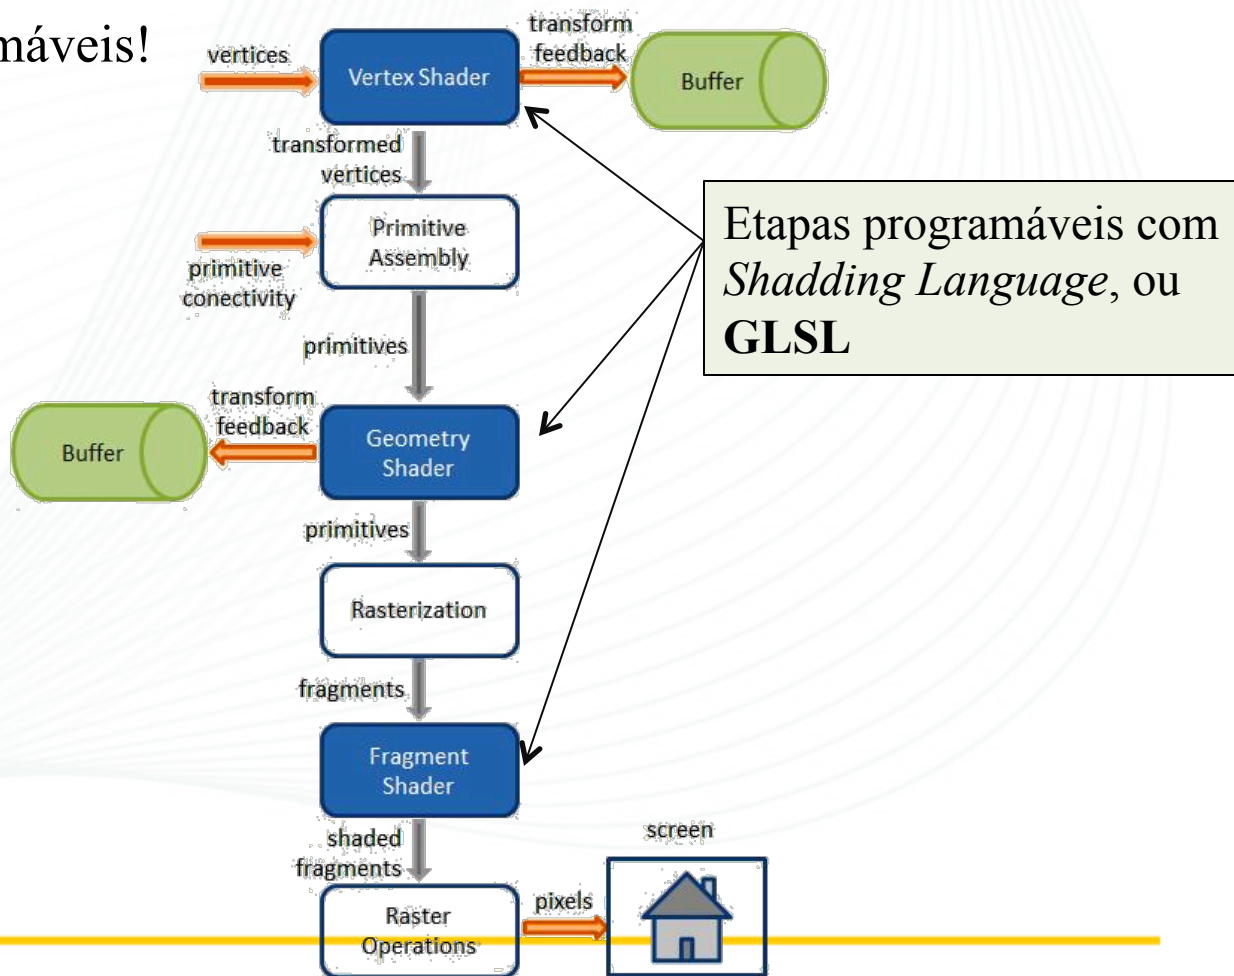 máveis!
vertices
Vertex Shader
transform
feedback
Buffer
transformed
vertices
Primitive
Assembly
primitive
conectivity
Etapas programáveis com
Shadding Language, ou
GLSL
primitives
transform
feedback
Buffer
Geometry
Shader
primitives
Rasterization
fragments
Fragment
Shader
shaded
fragments
screen
Raster
Operations
pixels